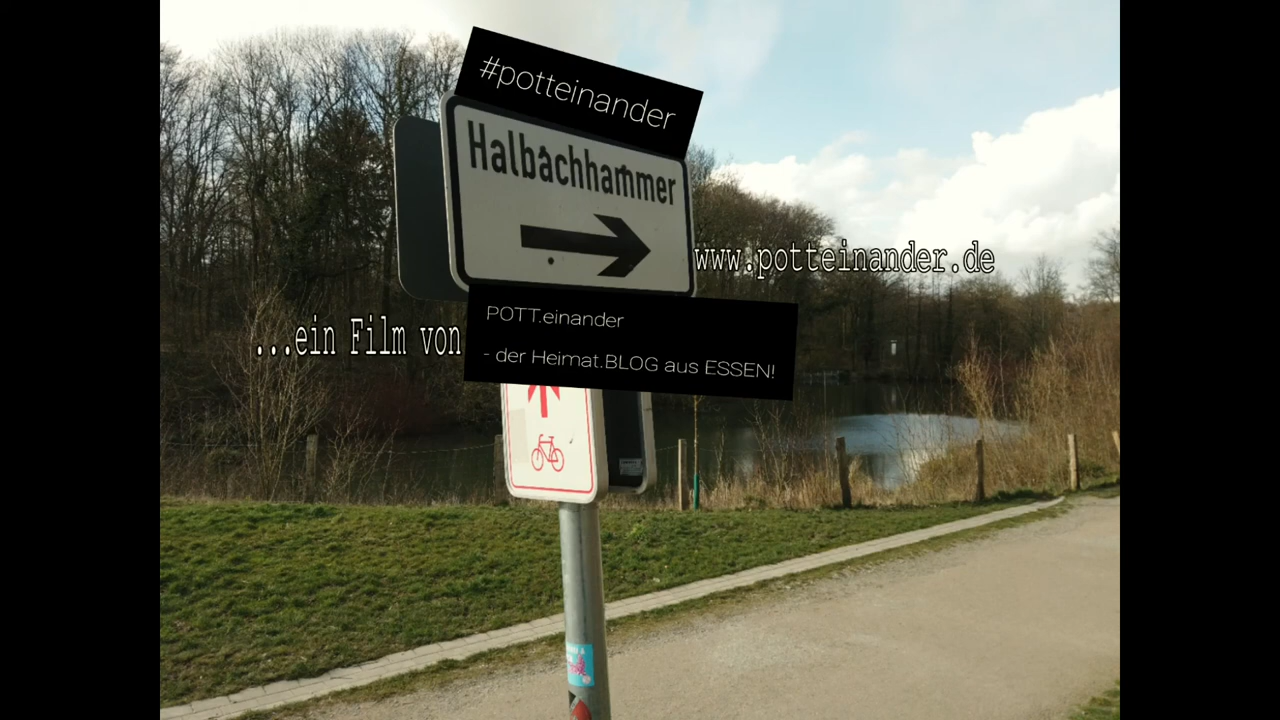 #potteinander
Halbachhammer
www.potteinander.de
...ein Film von
POTT.einander
- der Heimat.BLOG aus ESSEN!